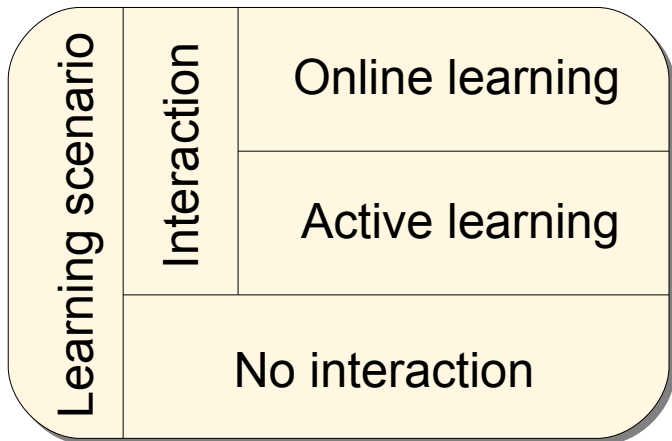 Learning scenario
Interaction
Online learning
Active learning
No interaction